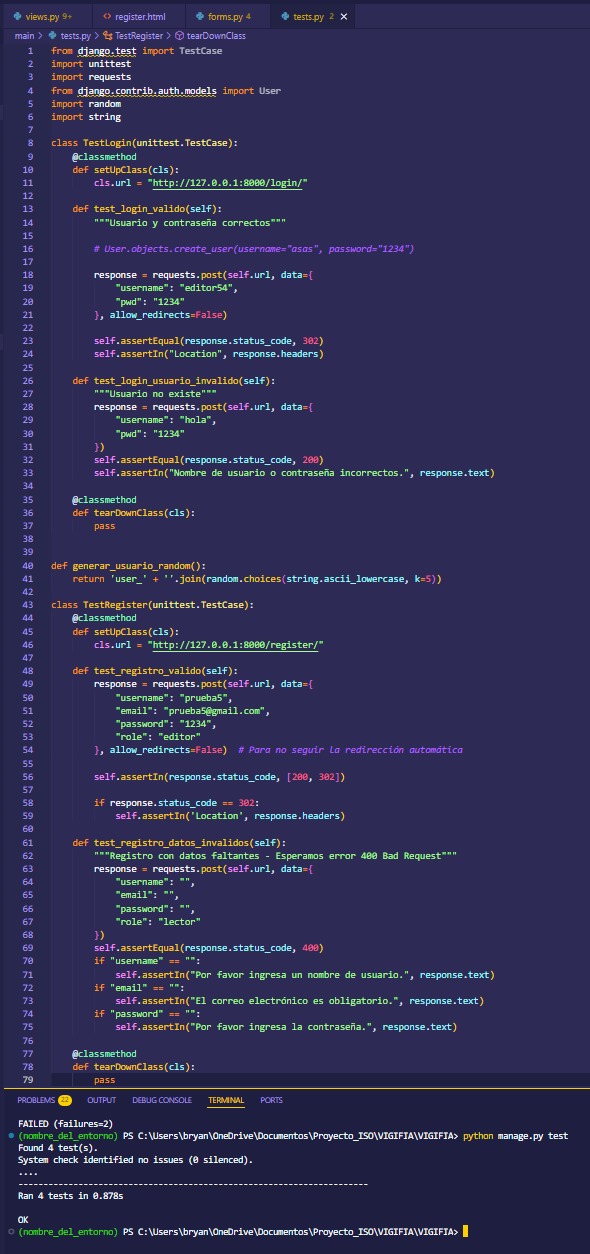 views.py 9+ register.html forms.py 4 tests.py 2 ×
main > tests.py > TestRegister > tearDownClass
1 from django.test import TestCase
2 import unittest
3 import requests
4 from django.contrib.auth.models import User
5 import random
6 import string
7
8 class TestLogin(unittest.TestCase):
9 @classmethod
10 def setUpClass(cls):
11 cls.url = "http://127.0.0.1:8000/login/"
12
13 def test_login_valido(self):
14 """Usuario y contraseña correctos"""
15
16 # User.objects.create_user(username="asas", password="1234")
17
18 response = requests.post(self.url, data={
19 "username": "editor54",
20 "pwd": "1234"
21 }, allow_redirects=False)
22
23 self.assertEqual(response.status_code, 302)
24 self.assertIn("Location", response.headers)
25
26 def test_login_usuario_invalido(self):
27 """Usuario no existe"""
28 response = requests.post(self.url, data={
29 "username": "hola",
30 "pwd": "1234"
31 })
32 self.assertEqual(response.status_code, 200)
33 self.assertIn("Nombre de usuario o contraseña incorrectos.", response.text)
34
35 @classmethod
36 def tearDownClass(cls):
37 pass
38
39
40 def generar_usuario_random():
41 return 'user_' + ''.join(random.choices(string.ascii_lowercase, k=5))
42
43 class TestRegister(unittest.TestCase):
44 @classmethod
45 def setUpClass(cls):
46 cls.url = "http://127.0.0.1:8000/register/"
47
48 def test_registro_valido(self):
49 response = requests.post(self.url, data={
50 "username": "prueba5",
51 "email": "prueba5@gmail.com",
52 "password": "1234",
53 "role": "editor"
54 }, allow_redirects=False) # Para no seguir la redirección automática
55
56 self.assertIn(response.status_code, [200, 302])
57
58 if response.status_code == 302:
59 self.assertIn('Location', response.headers)
60
61 def test_registro_datos_invalidos(self):
62 """Registro con datos faltantes - Esperamos error 400 Bad Request"""
63 response = requests.post(self.url, data={
64 "username": "",
65 "email": "",
66 "password": "",
67 "role": "lector"
68 })
69 self.assertEqual(response.status_code, 400)
70 if "username" == "":
71 self.assertIn("Por favor ingresa un nombre de usuario.", response.text)
72 if "email" == "":
73 self.assertIn("El correo electrónico es obligatorio.", response.text)
74 if "password" == "":
75 self.assertIn("Por favor ingresa la contraseña.", response.text)
76
77 @classmethod
78 def tearDownClass(cls):
79 pass
PROBLEMS 22 OUTPUT DEBUG CONSOLE TERMINAL PORTS
FAILED (failures=2)
(nombre_del_entorno) PS C:\Users\bryan\OneDrive\Documentos\Proyecto_ISO\VIGIFIA\VIGIFIA> python manage.py test
Found 4 test(s).
System check identified no issues (0 silenced).
....
----------------------------------------------------------------------
Ran 4 tests in 0.878s

OK
(nombre_del_entorno) PS C:\Users\bryan\OneDrive\Documentos\Proyecto_ISO\VIGIFIA\VIGIFIA>